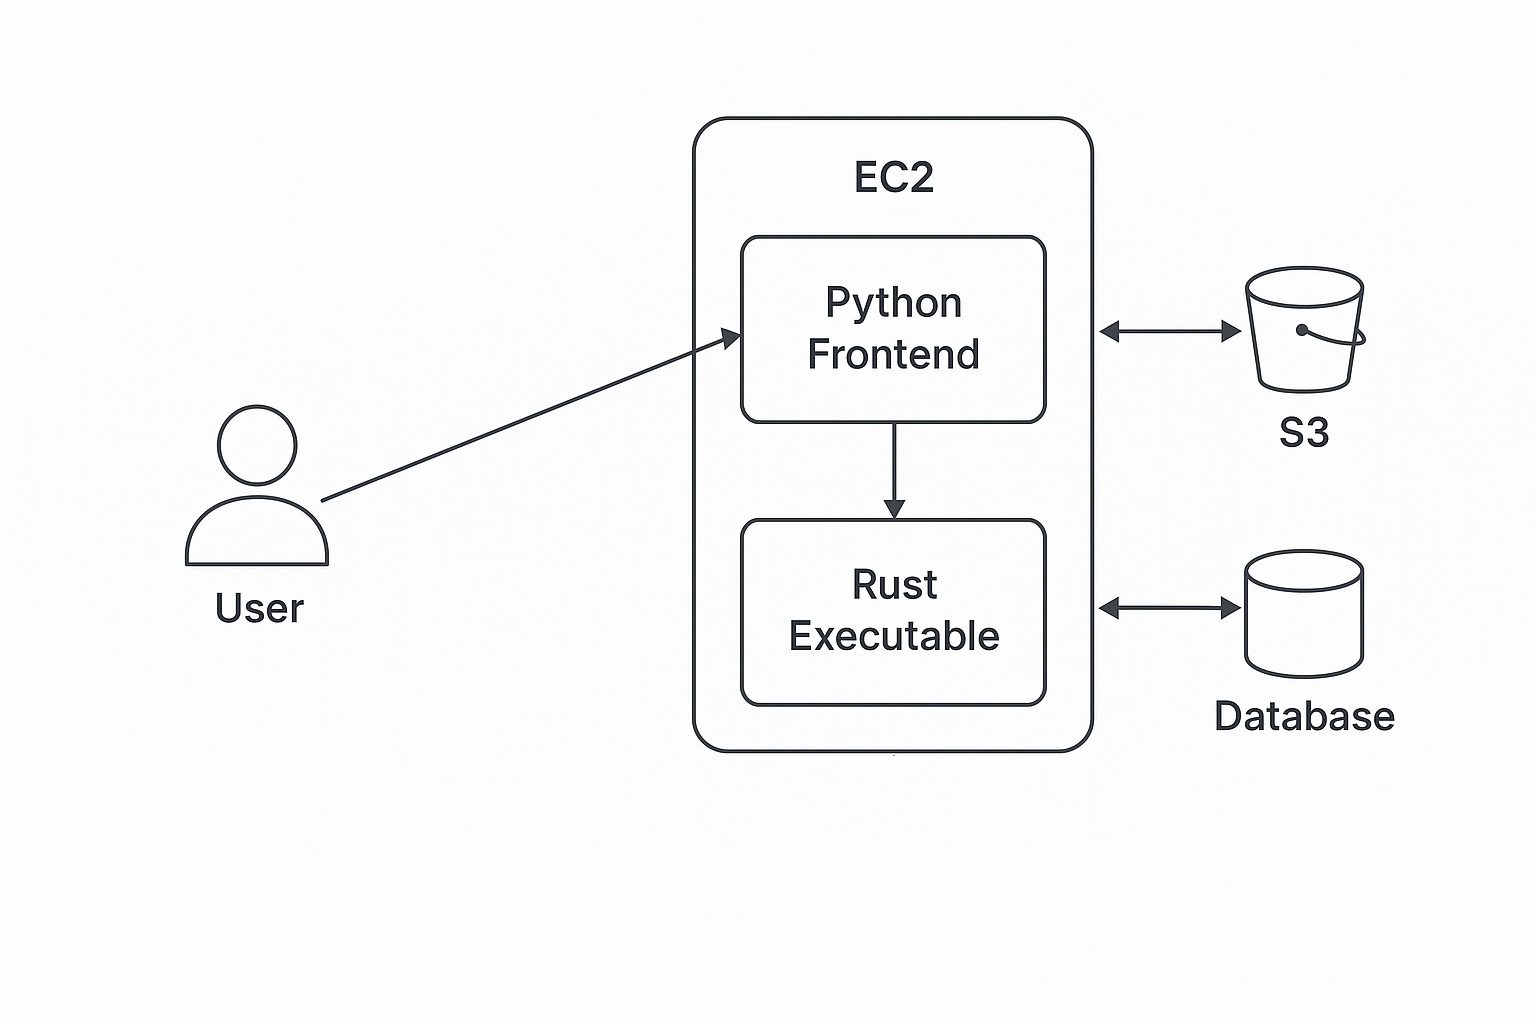 EC2
Python
Frontend
S3
User
Rust
Executable
Database